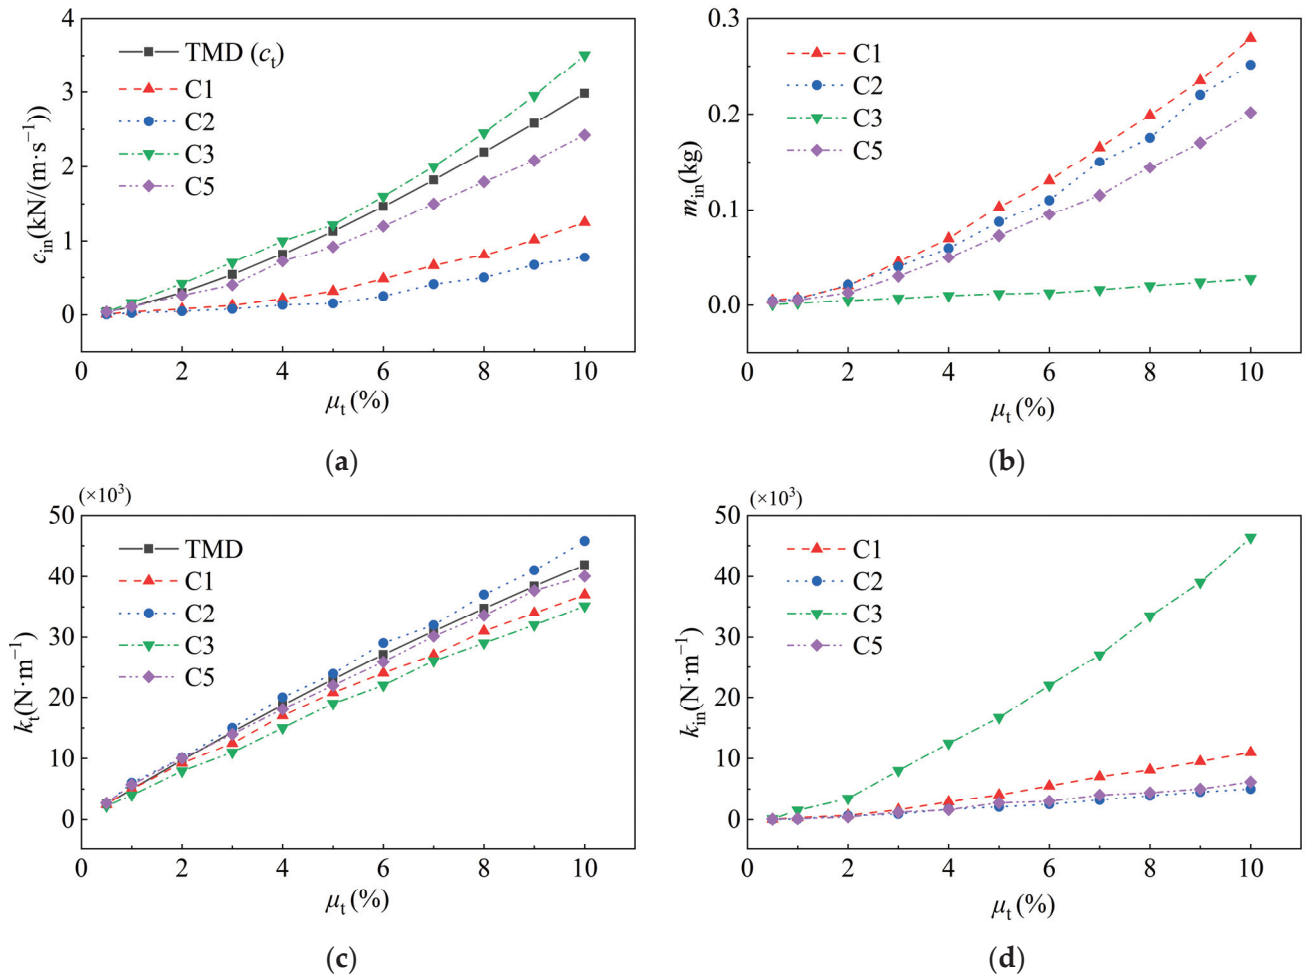 4
3
2
1
0
c_in(kN/(m·s⁻¹))
TMD (c_t)
C1
C2
C3
C5
0 2 4 6 8 10
μ_t (%)
(a)
0.3
0.2
0.1
0.0
m_in(kg)
C1
C2
C3
C5
0 2 4 6 8 10
μ_t (%)
(b)
(×10³)
50
40
30
20
10
0
k_t(N·m⁻¹)
TMD
C1
C2
C3
C5
0 2 4 6 8 10
μ_t (%)
(c)
(×10³)
50
40
30
20
10
0
k_in(N·m⁻¹)
C1
C2
C3
C5
0 2 4 6 8 10
μ_t (%)
(d)